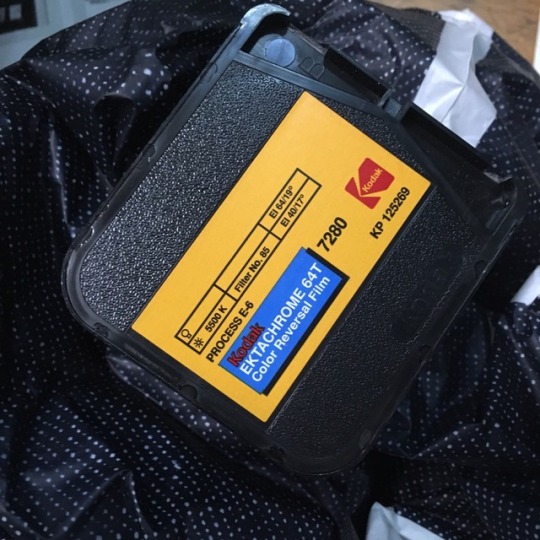 EI 64/19°
5500 K Filter No. 85 EI 40/17°
PROCESS E-6
Kodak
EKTACHROME 64T
Color Reversal Film
7280
Kodak
KP 125269